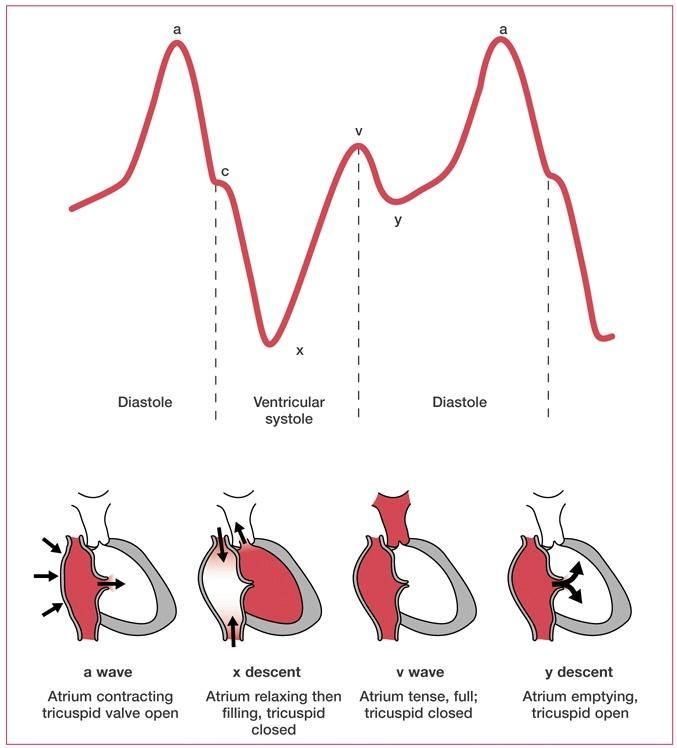 a
a
v
c
y
x
Diastole
Ventricular
systole
Diastole
a wave
Atrium contracting
tricuspid valve open
x descent
Atrium relaxing then
filling, tricuspid
closed
v wave
Atrium tense, full;
tricuspid closed
y descent
Atrium emptying,
tricuspid open